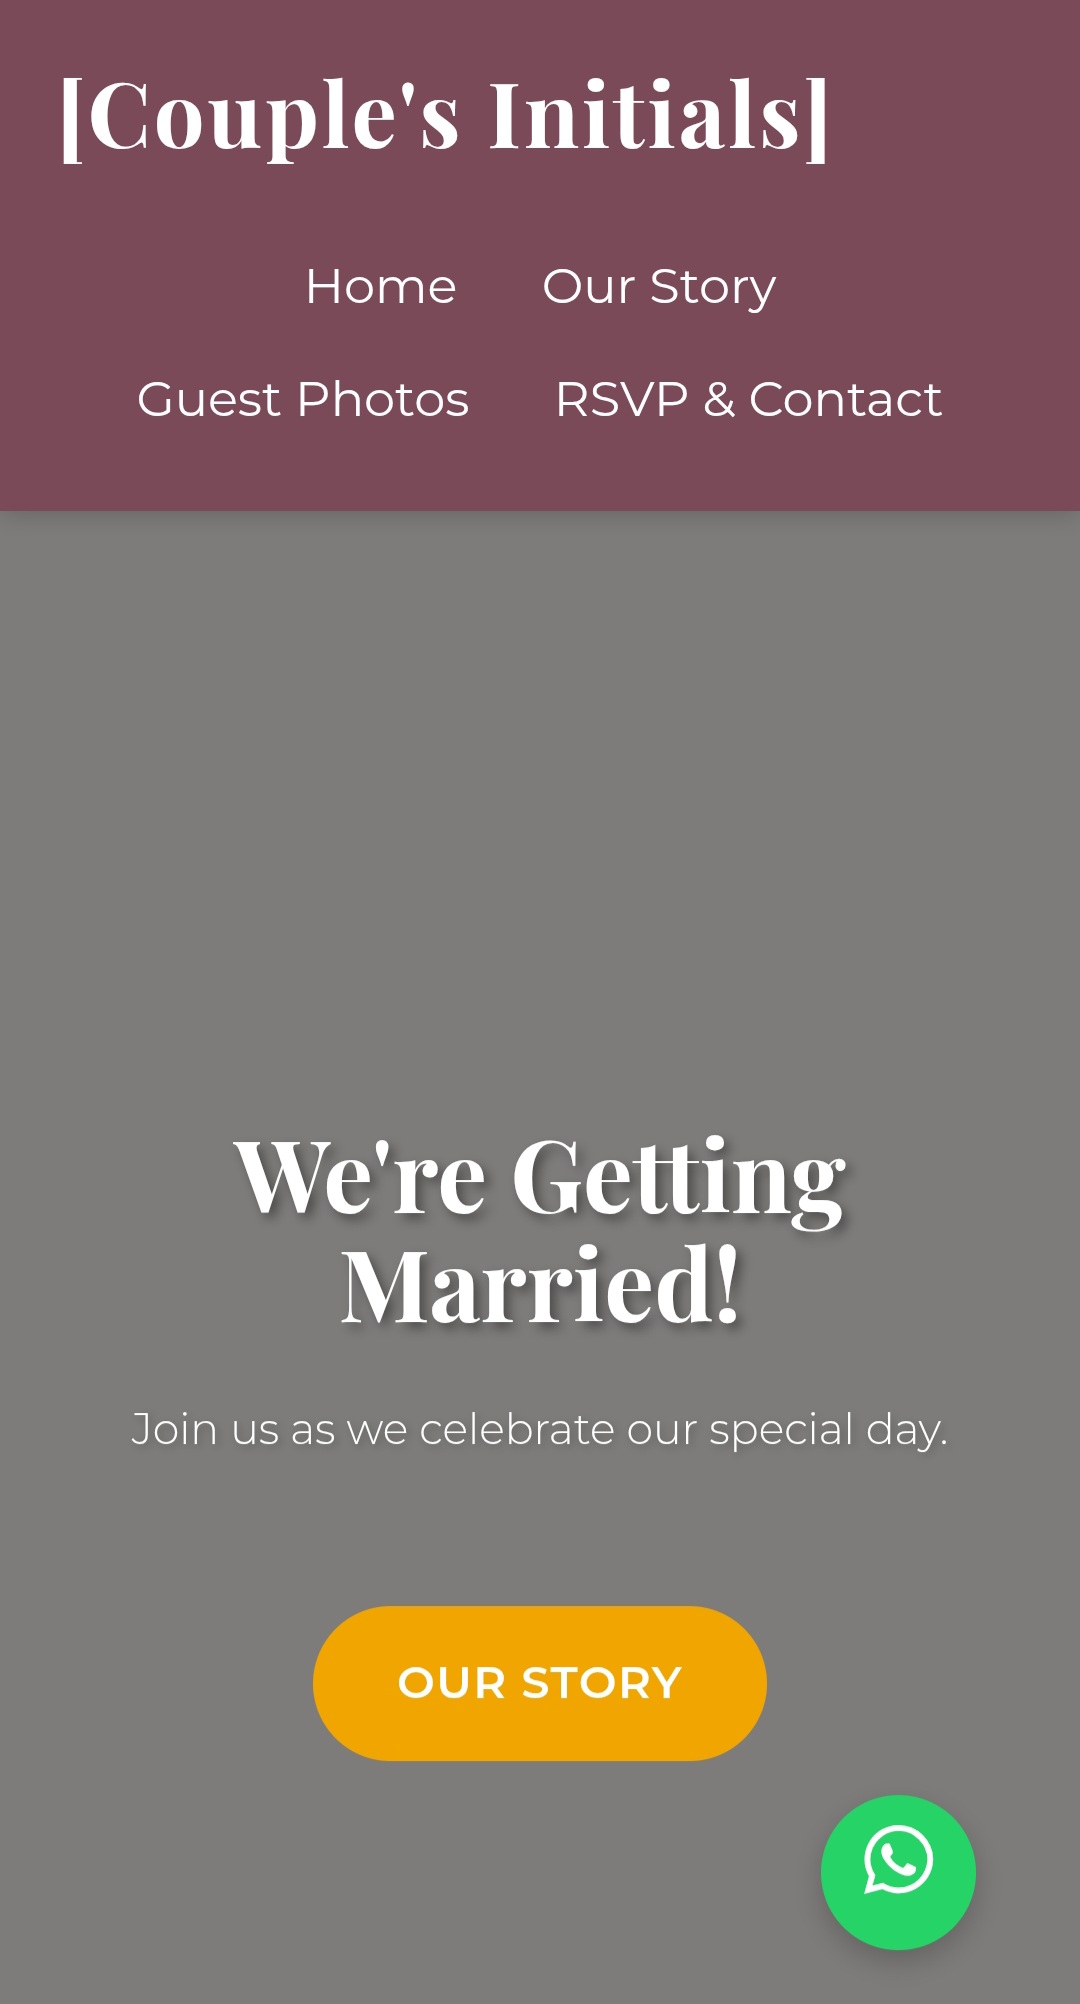 [Couple's Initials]
Home Our Story
Guest Photos RSVP & Contact
We're Getting
Married!
Join us as we celebrate our special day.
OUR STORY